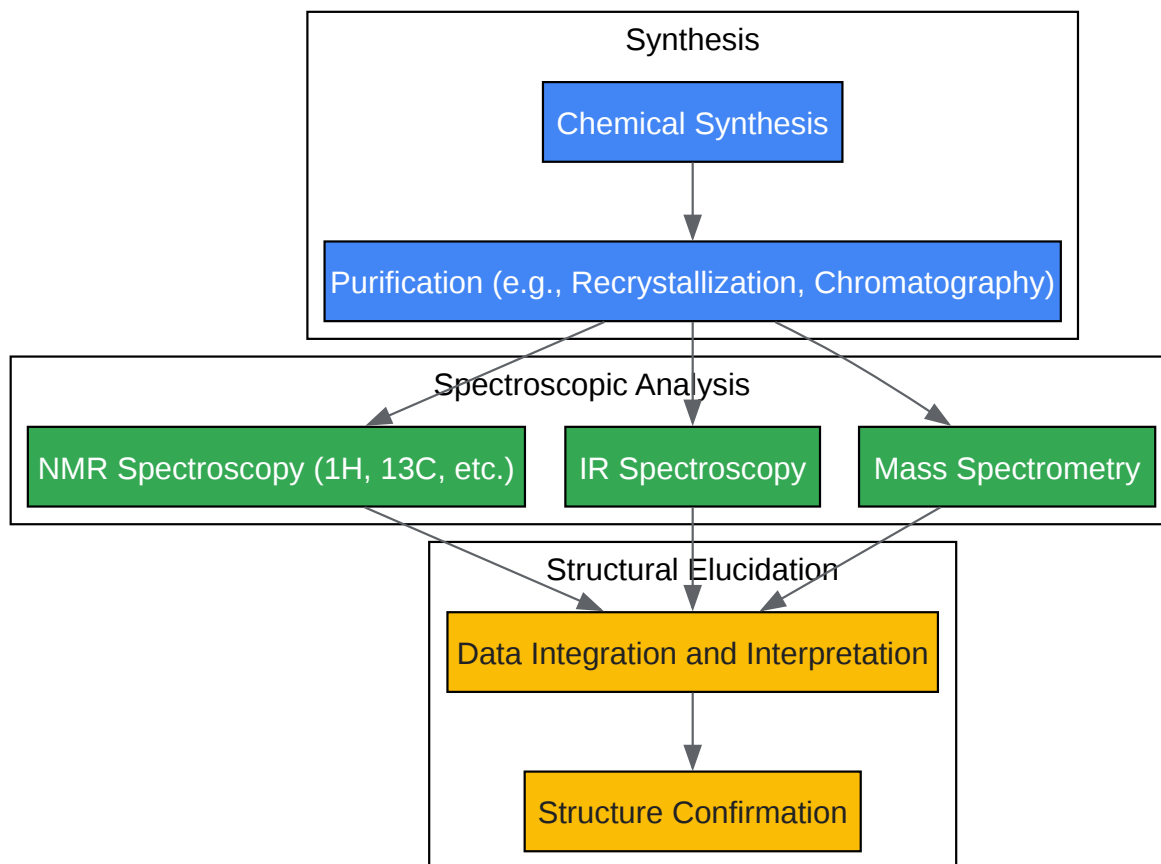 Synthesis
Chemical Synthesis
Purification (e.g., Recrystallization, Chromatography)
Spectroscopic Analysis
NMR Spectroscopy (1H, 13C, etc.)
IR Spectroscopy
Mass Spectrometry
Structural Elucidation
Data Integration and Interpretation
Structure Confirmation